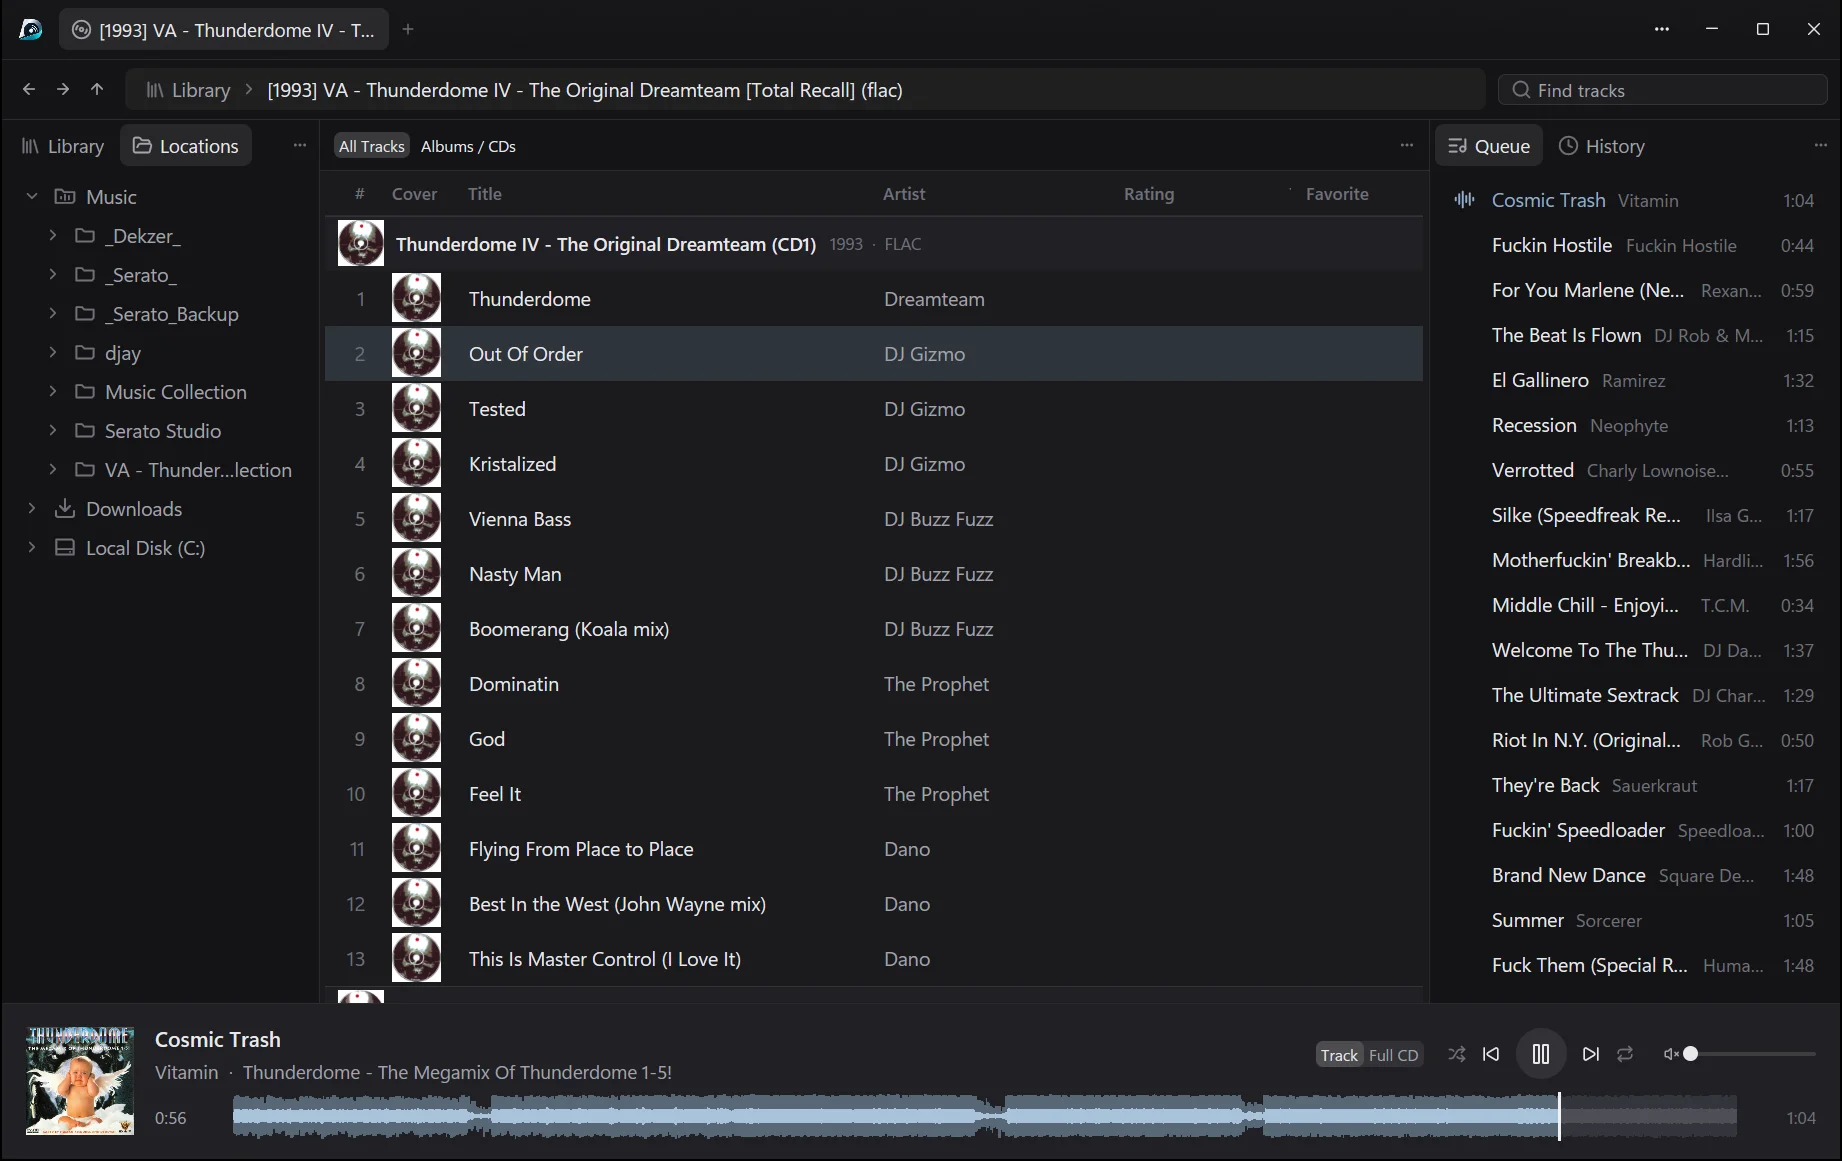 [1993] VA - Thunderdome IV - T...
Library
[1993] VA - Thunderdome IV - The Original Dreamteam [Total Recall] (flac)
Find tracks
Library
Locations
Music
_Dekzer_
_Serato_
_Serato_Backup
djay
Music Collection
Serato Studio
VA - Thunder...lection
Downloads
Local Disk (C:)
All Tracks Albums / CDs
# Cover Title Artist Rating Favorite
Thunderdome IV - The Original Dreamteam (CD1) 1993 · FLAC
1 Thunderdome Dreamteam
2 Out Of Order DJ Gizmo
3 Tested DJ Gizmo
4 Kristalized DJ Gizmo
5 Vienna Bass DJ Buzz Fuzz
6 Nasty Man DJ Buzz Fuzz
7 Boomerang (Koala mix) DJ Buzz Fuzz
8 Dominatin The Prophet
9 God The Prophet
10 Feel It The Prophet
11 Flying From Place to Place Dano
12 Best In the West (John Wayne mix) Dano
13 This Is Master Control (I Love It) Dano
Queue History
Cosmic Trash Vitamin 1:04
Fuckin Hostile Fuckin Hostile 0:44
For You Marlene (Ne... Rexan... 0:59
The Beat Is Flown DJ Rob & M... 1:15
El Gallinero Ramirez 1:32
Recession Neophyte 1:13
Verrotted Charly Lownoise... 0:55
Silke (Speedfreak Re... Ilsa G... 1:17
Motherfuckin' Breakb... Hardli... 1:56
Middle Chill - Enjoyi... T.C.M. 0:34
Welcome To The Thu... DJ Da... 1:37
The Ultimate Sextrack DJ Char... 1:29
Riot In N.Y. (Original... Rob G... 0:50
They're Back Sauerkraut 1:17
Fuckin' Speedloader Speedloa... 1:00
Brand New Dance Square De... 1:48
Summer Sorcerer 1:05
Fuck Them (Special R... Huma... 1:48
THUNDERDOME
THE MEGAMIX OF THUNDERDOME 1-5!
Cosmic Trash
Vitamin · Thunderdome - The Megamix Of Thunderdome 1-5!
Track Full CD
0:56
1:04